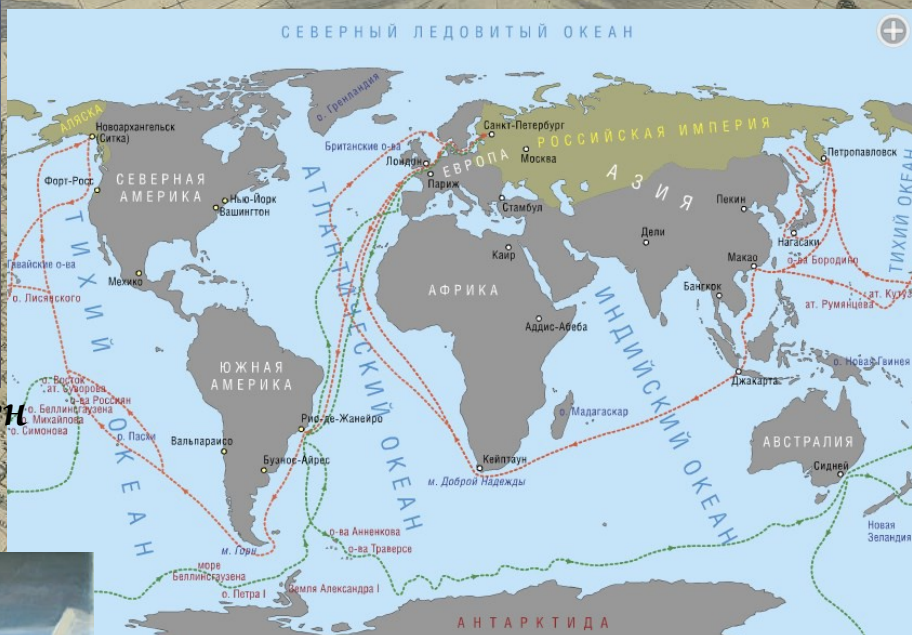 СЕВЕРНЫЙ ЛЕДОВИТЫЙ ОКЕАН
о. Гренландия
АЛЯСКА
Новоархангельск
(Ситка)
Форт-Росс
СЕВЕРНАЯ
АМЕРИКА
Нью-Йорк
Вашингтон
Мехико
Гавайские о-ва
о. Лисянского
ТИХИЙ ОКЕАН
о. Восток
ат. Суворова
о-ва Россиян
о. Беллинсгаузена
о. Михайлова
о. Симонова
н
о. Пасхи
ЮЖНАЯ
АМЕРИКА
Рио-де-Жанейро
Вальпараисо
Буэнос-Айрес
м. Горн
море
Беллинсгаузена
о. Петра I
Земля Александра I
о-ва Анненкова
о-ва Траверсе
АТЛАНТИЧЕСКИЙ ОКЕАН
Британские о-ва
Лондон
Париж
ЕВРОПА
Санкт-Петербург
Москва
РОССИЙСКАЯ ИМПЕРИЯ
АЗИЯ
Стамбул
Каир
АФРИКА
Аддис-Абеба
о. Мадагаскар
Кейптаун
м. Доброй Надежды
ИНДИЙСКИЙ ОКЕАН
Дели
Пекин
Макао
Бангкок
Нагасаки
Петропавловск
ТИХИЙ ОКЕАН
о-ва Бородино
ат. Кутуз
ат. Румянцева
о. Новая Гвинея
Джакарта
АВСТРАЛИЯ
Сидней
Новая
Зеландия
АНТАРКТИДА